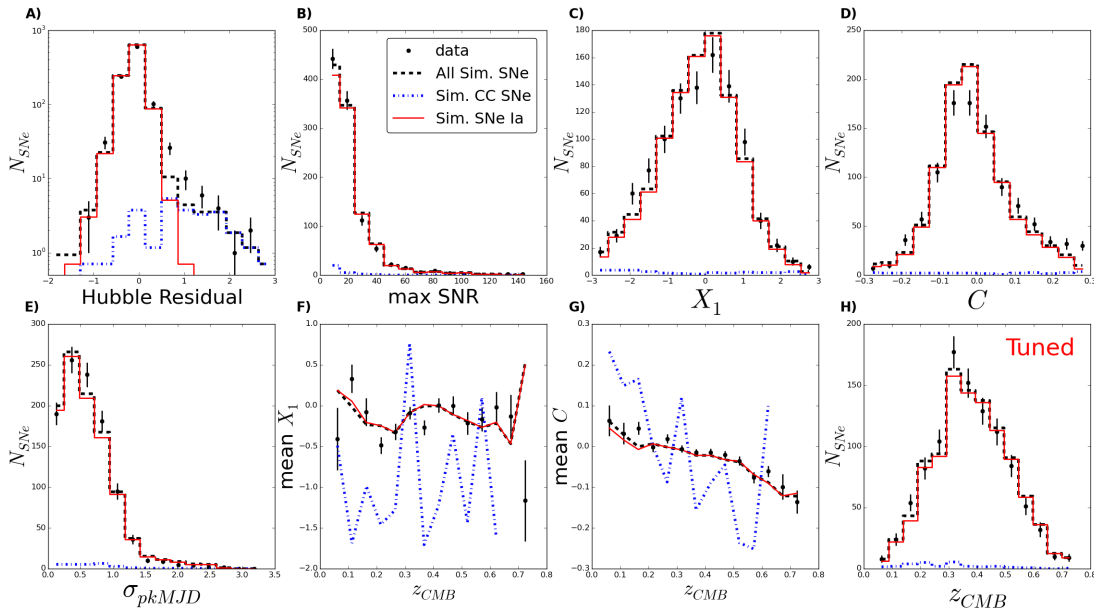 A)
10³
10²
10¹
10⁰
N_SNe
−2 −1 0 1 2 3
Hubble Residual
B)
500
400
300
200
100
0
N_SNe
0 20 40 60 80 100 120 140 160
max SNR
data
All Sim. SNe
Sim. CC SNe
Sim. SNe Ia
C)
180
160
140
120
100
80
60
40
20
0
N_SNe
−3 −2 −1 0 1 2 3
X₁
D)
250
200
150
100
50
0
N_SNe
−0.3 −0.2 −0.1 0.0 0.1 0.2 0.3
C
E)
300
250
200
150
100
50
0
N_SNe
0.0 0.5 1.0 1.5 2.0 2.5 3.0 3.5
σ_pkMJD
F)
1.0
0.5
0.0
−0.5
−1.0
−1.5
−2.0
mean X₁
0.0 0.1 0.2 0.3 0.4 0.5 0.6 0.7 0.8
z_CMB
G)
0.3
0.2
0.1
0.0
−0.1
−0.2
−0.3
mean C
0.0 0.1 0.2 0.3 0.4 0.5 0.6 0.7 0.8
z_CMB
H)
200
150
100
50
0
N_SNe
0.0 0.1 0.2 0.3 0.4 0.5 0.6 0.7 0.8
z_CMB
Tuned